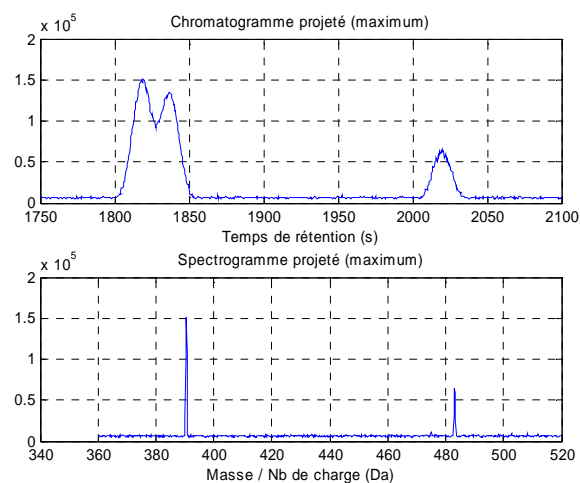 Chromatogramme projeté (maximum)
x 10^5
2
1.5
1
0.5
0
1750 1800 1850 1900 1950 2000 2050 2100
Temps de rétention (s)
Spectrogramme projeté (maximum)
x 10^5
2
1.5
1
0.5
0
340 360 380 400 420 440 460 480 500 520
Masse / Nb de charge (Da)